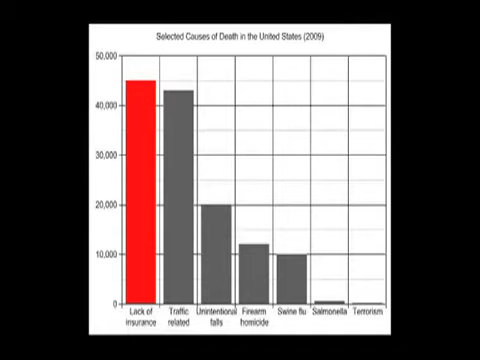 Selected Causes of Death in the United States (2009)
50,000
40,000
30,000
20,000
10,000
0
Lack of insurance
Traffic related
Unintentional falls
Firearm homicide
Swine flu
Salmonella
Terrorism